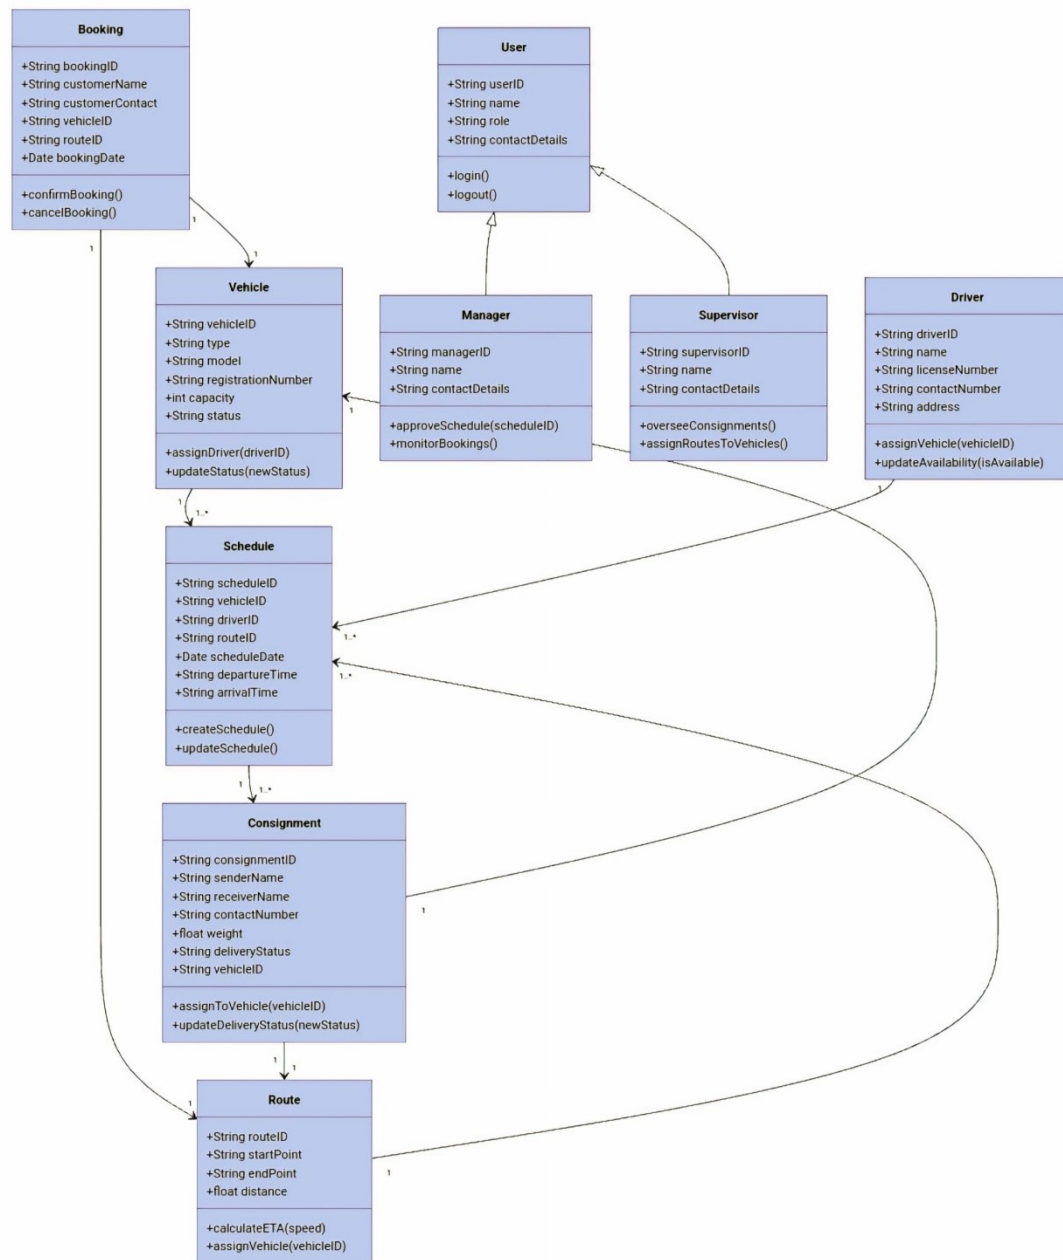 Booking
+String bookingID
+String customerName
+String customerContact
+String vehicleID
+String routeID
+Date bookingDate
+confirmBooking()
+cancelBooking()
1
1
1
User
+String userID
+String name
+String role
+String contactDetails
+login()
+logout()
Vehicle
+String vehicleID
+String type
+String model
+String registrationNumber
+int capacity
+String status
+assignDriver(driverID)
+updateStatus(newStatus)
1
1
1..*
Manager
+String managerID
+String name
+String contactDetails
+approveSchedule(scheduleID)
+monitorBookings()
Supervisor
+String supervisorID
+String name
+String contactDetails
+overseeConsignments()
+assignRoutesToVehicles()
Driver
+String driverID
+String name
+String licenseNumber
+String contactNumber
+String address
+assignVehicle(vehicleID)
+updateAvailability(isAvailable)
1
Schedule
+String scheduleID
+String vehicleID
+String driverID
+String routeID
+Date scheduleDate
+String departureTime
+String arrivalTime
+createSchedule()
+updateSchedule()
1..*
1..*
1
1..*
Consignment
+String consignmentID
+String senderName
+String receiverName
+String contactNumber
+float weight
+String deliveryStatus
+String vehicleID
+assignToVehicle(vehicleID)
+updateDeliveryStatus(newStatus)
1
1
1
1
Route
+String routeID
+String startPoint
+String endPoint
+float distance
+calculateETA(speed)
+assignVehicle(vehicleID)
1